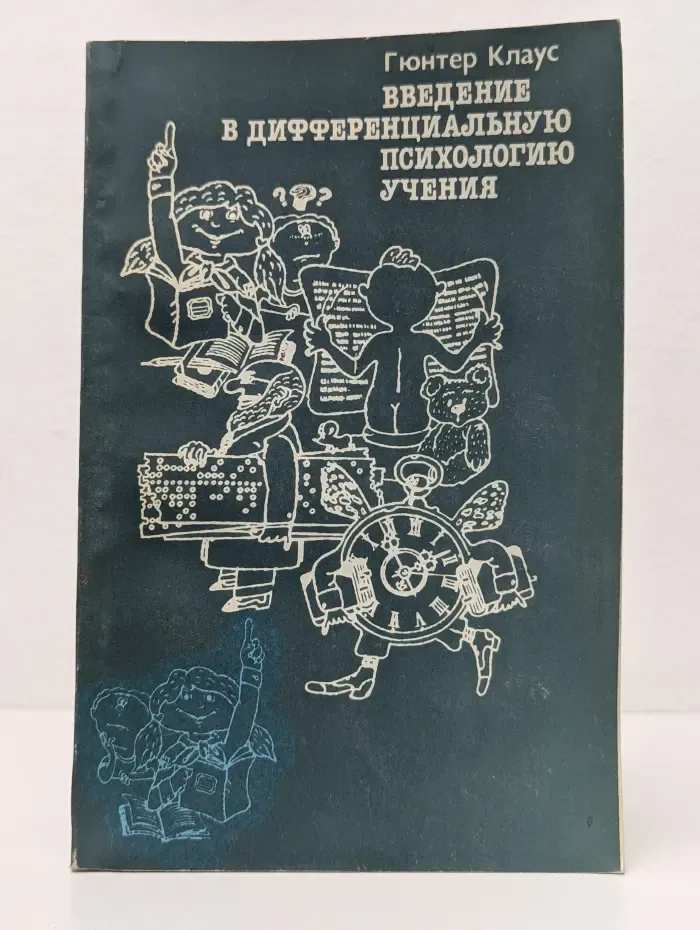 Гюнтер Клаус
ВВЕДЕНИЕ
В ДИФФЕРЕНЦИАЛЬНУЮ
ПСИХОЛОГИЮ
УЧЕНИЯ
? ?